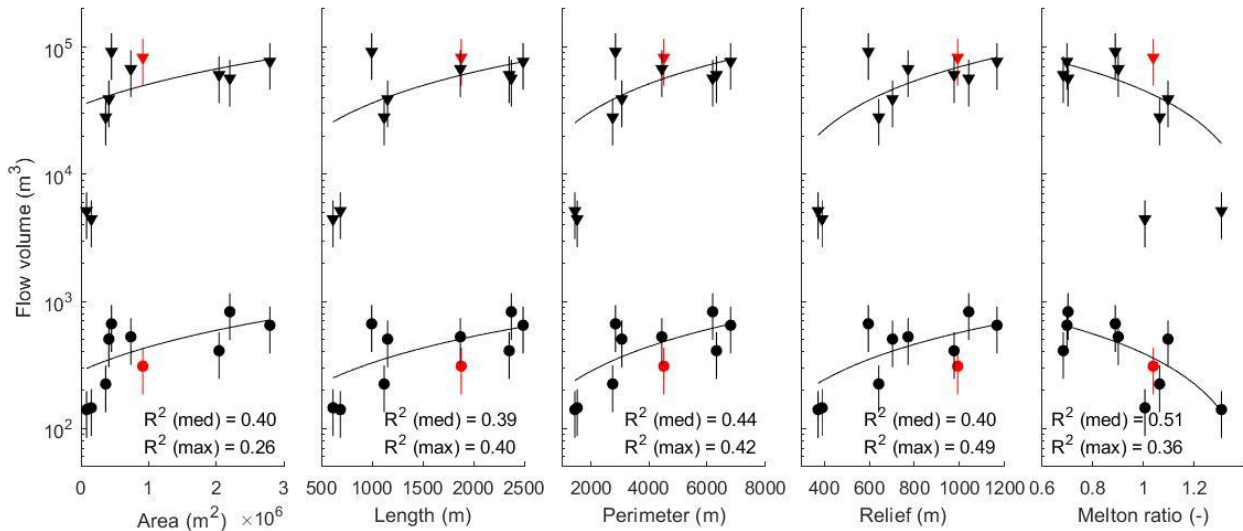 Flow volume (m³)
10⁵
10⁴
10³
10²
R² (med) = 0.40
R² (max) = 0.26
0 1 2 3
Area (m²) ×10⁶
R² (med) = 0.39
R² (max) = 0.40
500 1000 1500 2000 2500
Length (m)
R² (med) = 0.44
R² (max) = 0.42
2000 4000 6000 8000
Perimeter (m)
R² (med) = 0.40
R² (max) = 0.49
400 600 800 1000 1200
Relief (m)
R² (med) = 0.51
R² (max) = 0.36
0.6 0.8 1 1.2
Melton ratio (-)